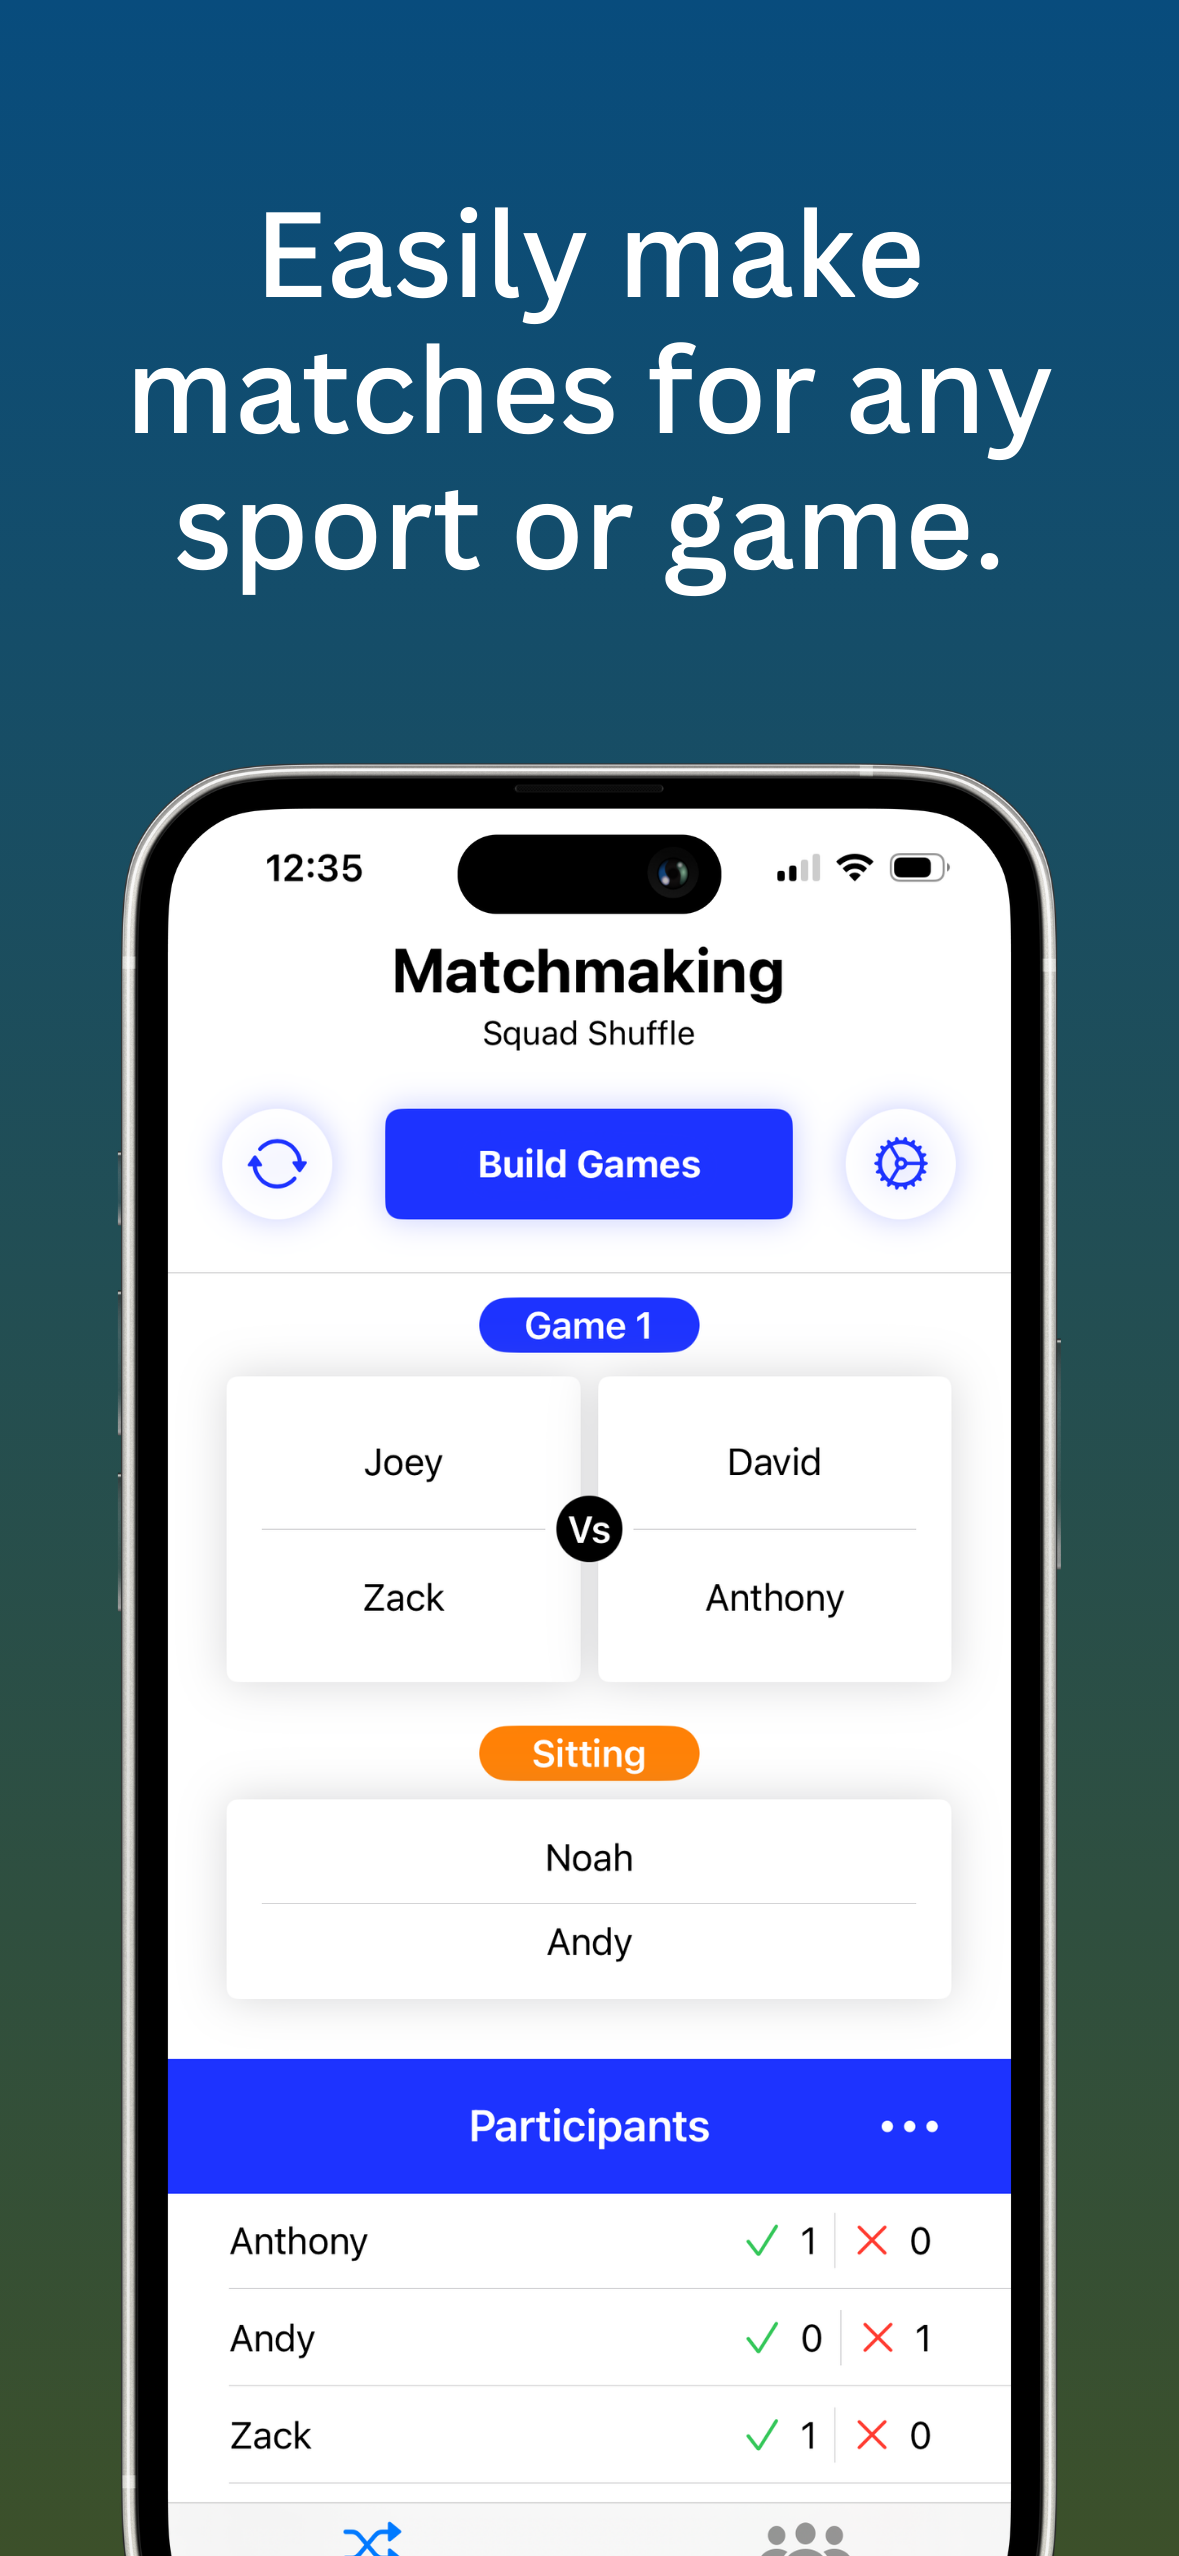 Easily make
matches for any
sport or game.
12:35
Matchmaking
Squad Shuffle
Build Games
Game 1
Joey
David
Vs
Zack
Anthony
Sitting
Noah
Andy
Participants
Anthony 1 0
Andy 0 1
Zack 1 0